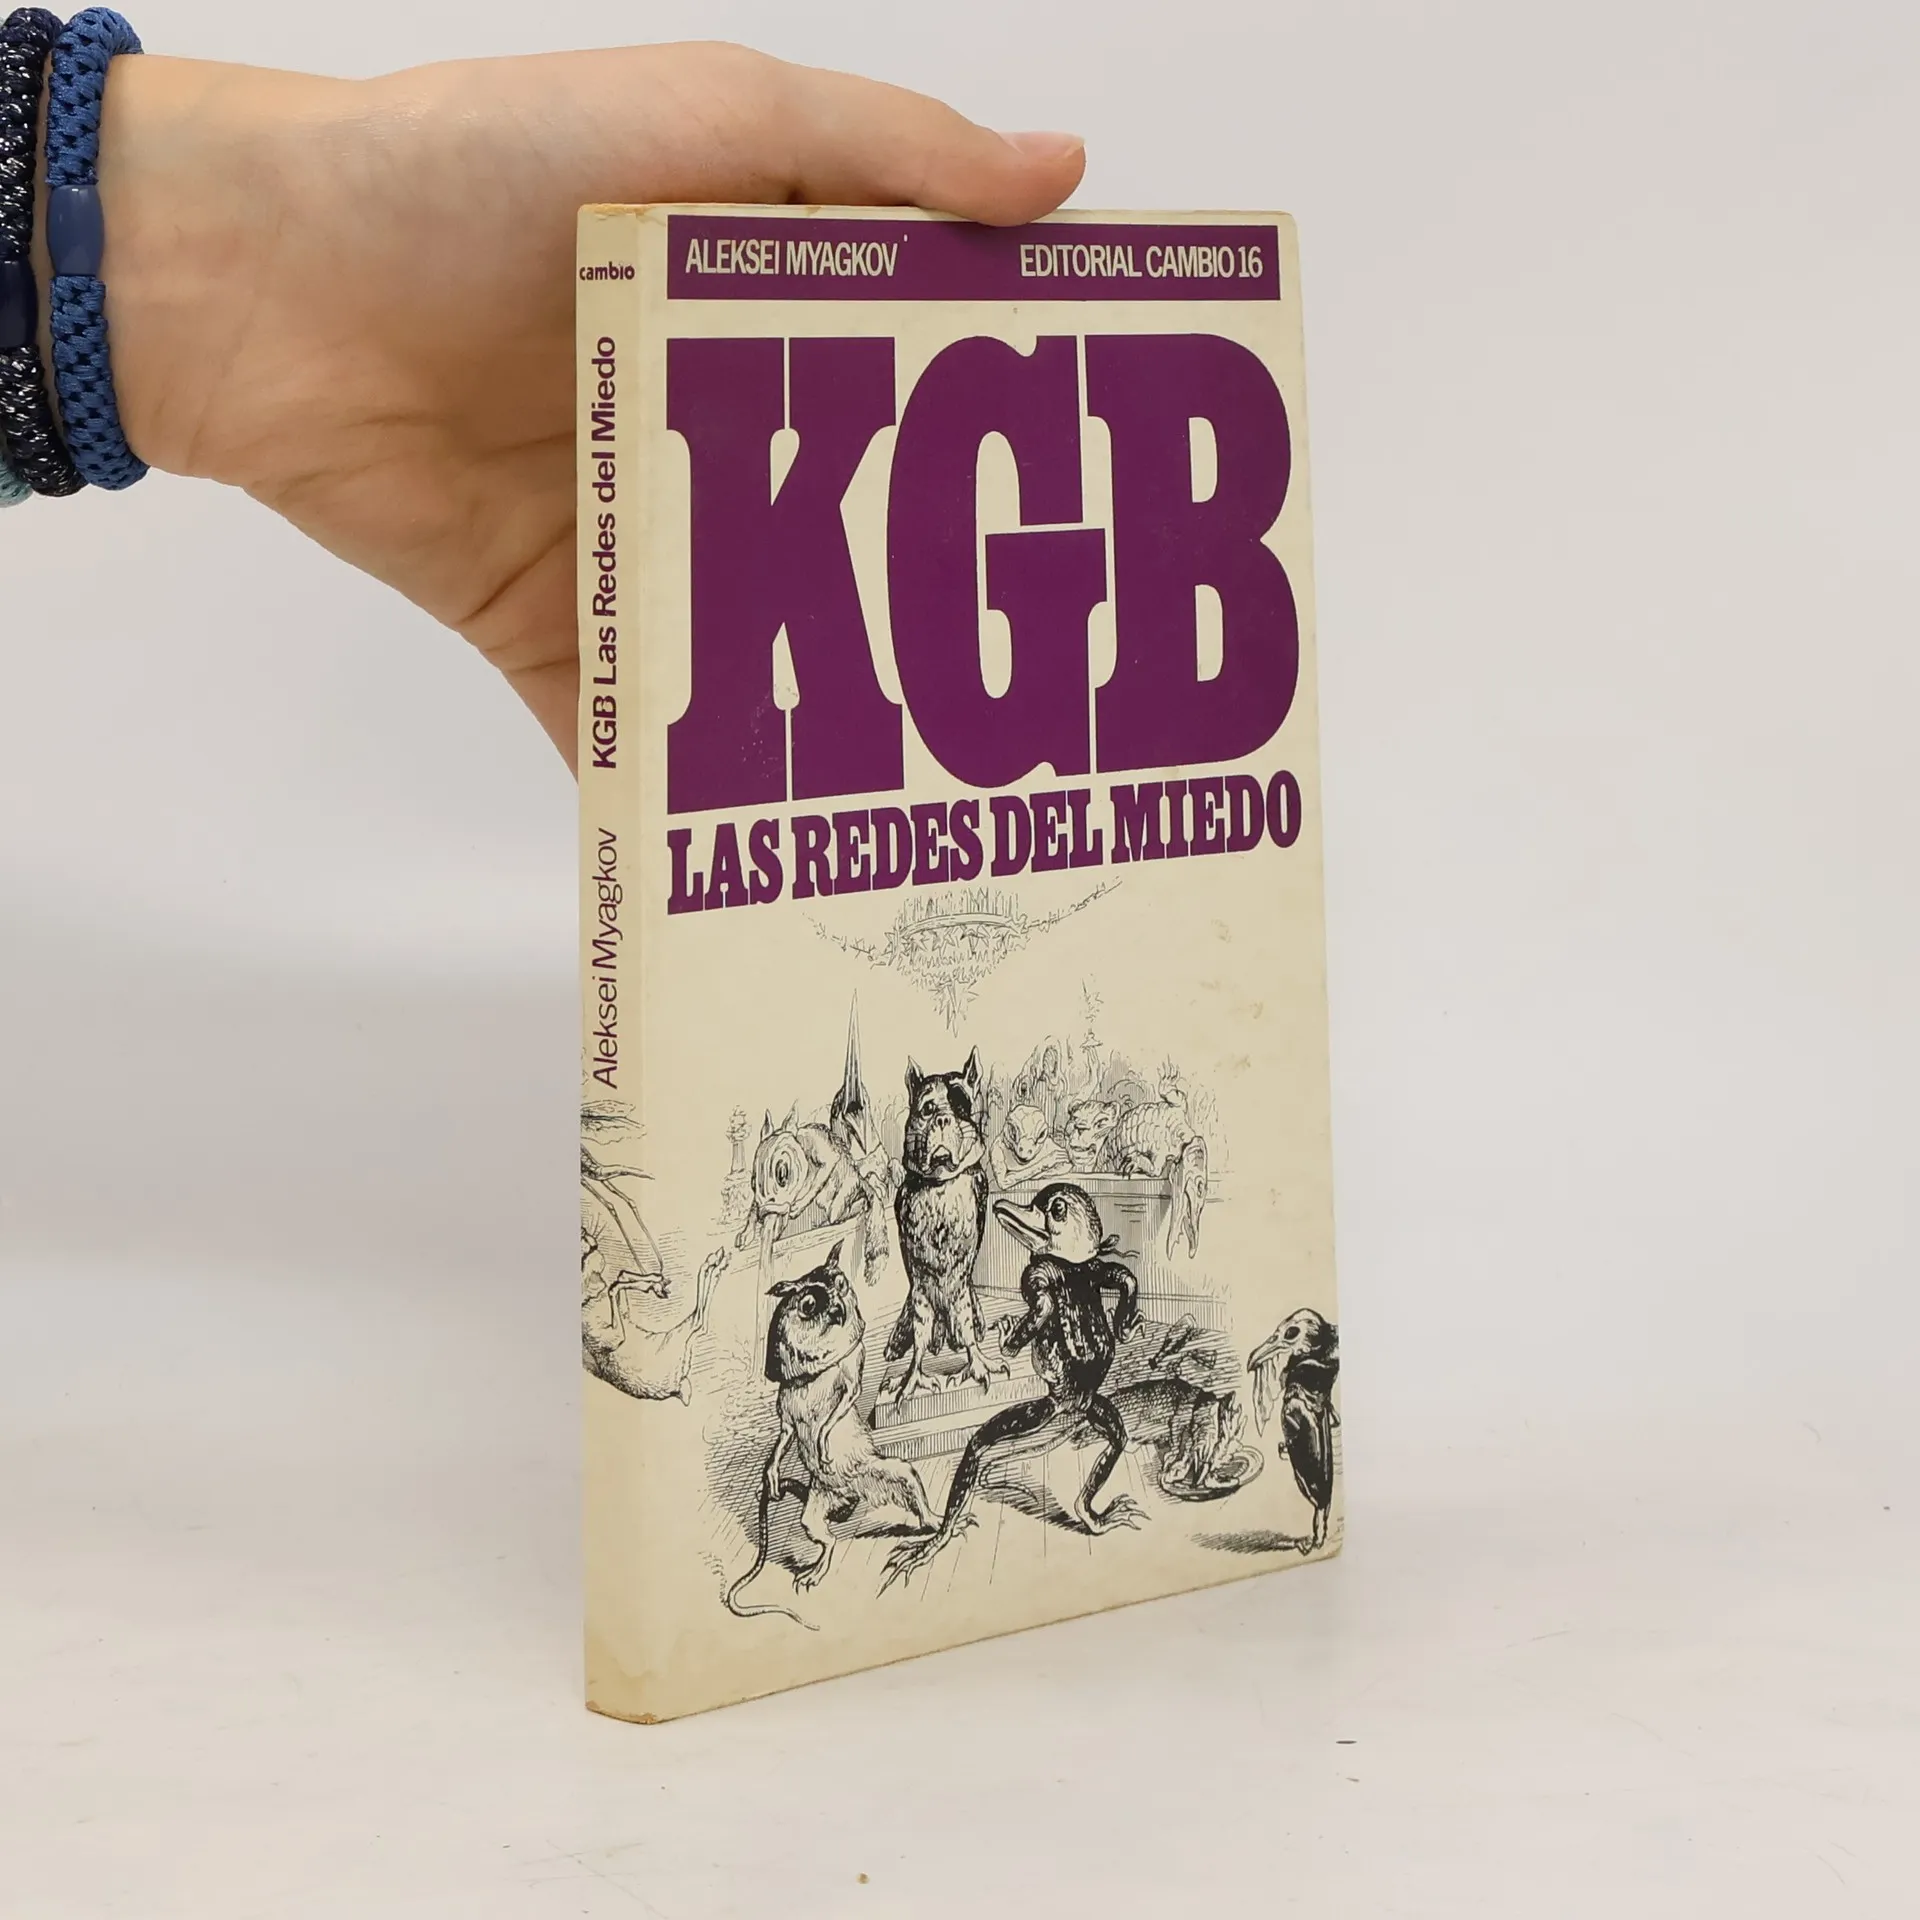 cambio
KGB Las Redes del Miedo
Aleksei Myagkov
ALEKSEI MYAGKOV
EDITORIAL CAMBIO 16
KGB
LAS REDES DEL MIEDO